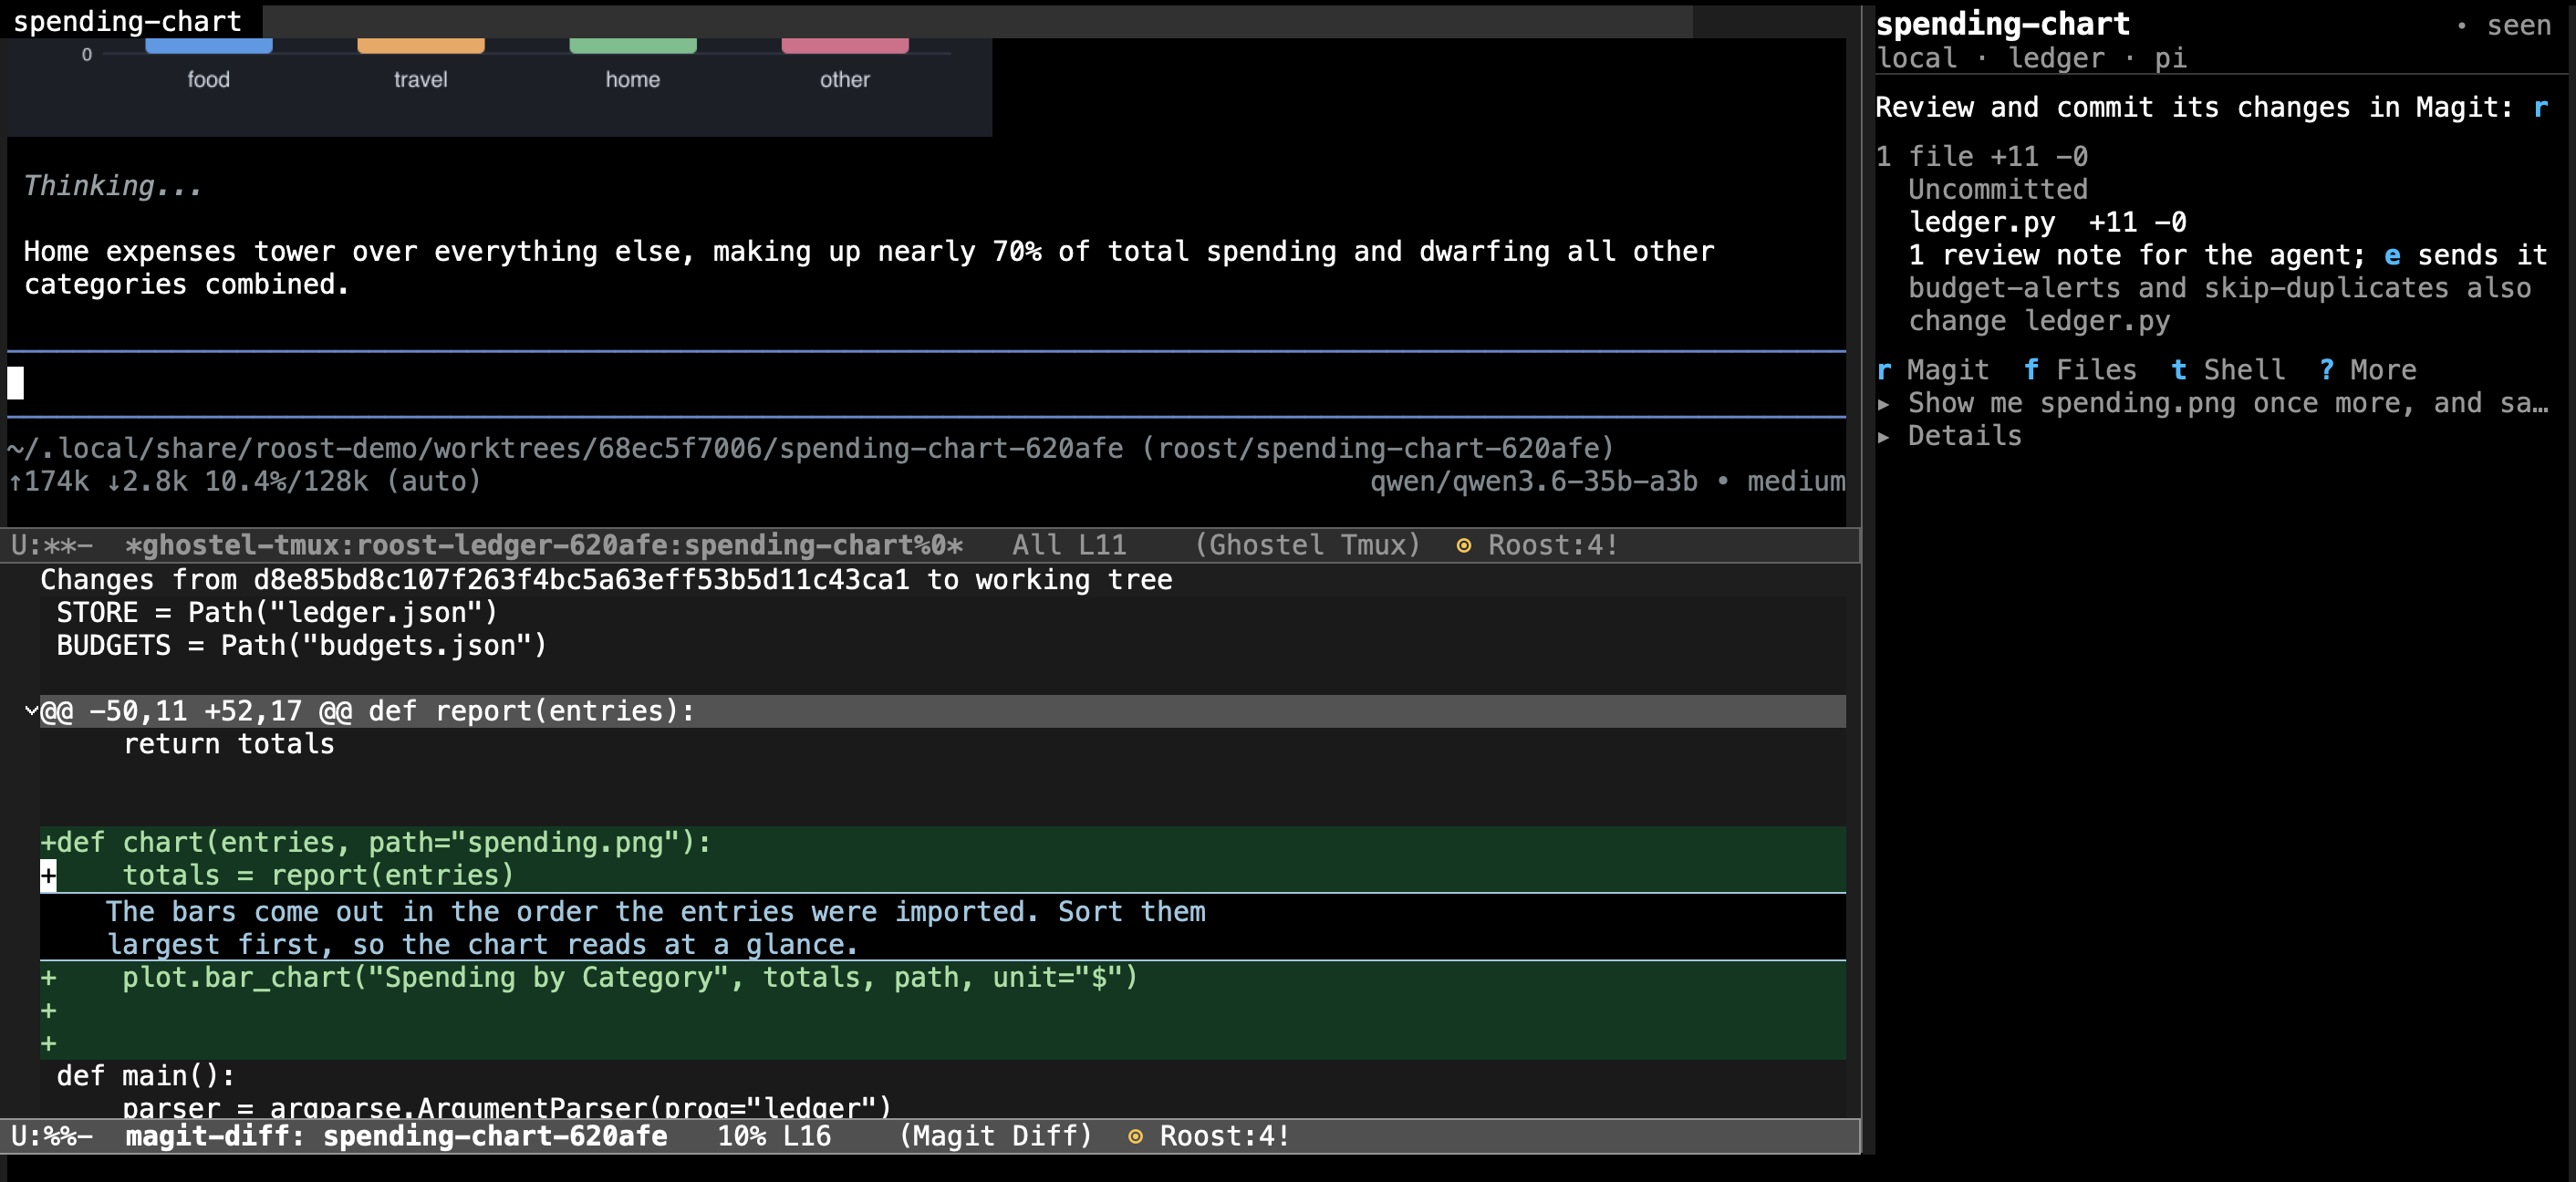 spending-chart
0
food travel home other
Thinking...
Home expenses tower over everything else, making up nearly 70% of total spending and dwarfing all other
categories combined.
~/.local/share/roost-demo/worktrees/68ec5f7006/spending-chart-620afe (roost/spending-chart-620afe)
↑174k ↓2.8k 10.4%/128k (auto) qwen/qwen3.6-35b-a3b • medium
U:**- *ghostel-tmux:roost-ledger-620afe:spending-chart%0* All L11 (Ghostel Tmux) ⊙ Roost:4!
Changes from d8e85bd8c107f263f4bc5a63eff53b5d11c43ca1 to working tree
STORE = Path("ledger.json")
BUDGETS = Path("budgets.json")
@@ -50,11 +52,17 @@ def report(entries):
return totals
+def chart(entries, path="spending.png"):
+    totals = report(entries)
The bars come out in the order the entries were imported. Sort them
largest first, so the chart reads at a glance.
+    plot.bar_chart("Spending by Category", totals, path, unit="$")
+
+
def main():
parser = argparse.ArgumentParser(prog="ledger")
U:%%- magit-diff: spending-chart-620afe 10% L16 (Magit Diff) ⊙ Roost:4!
spending-chart • seen
local · ledger · pi
Review and commit its changes in Magit: r
1 file +11 -0
Uncommitted
ledger.py +11 -0
1 review note for the agent; e sends it
budget-alerts and skip-duplicates also
change ledger.py
r Magit f Files t Shell ? More
▸ Show me spending.png once more, and sa…
▸ Details